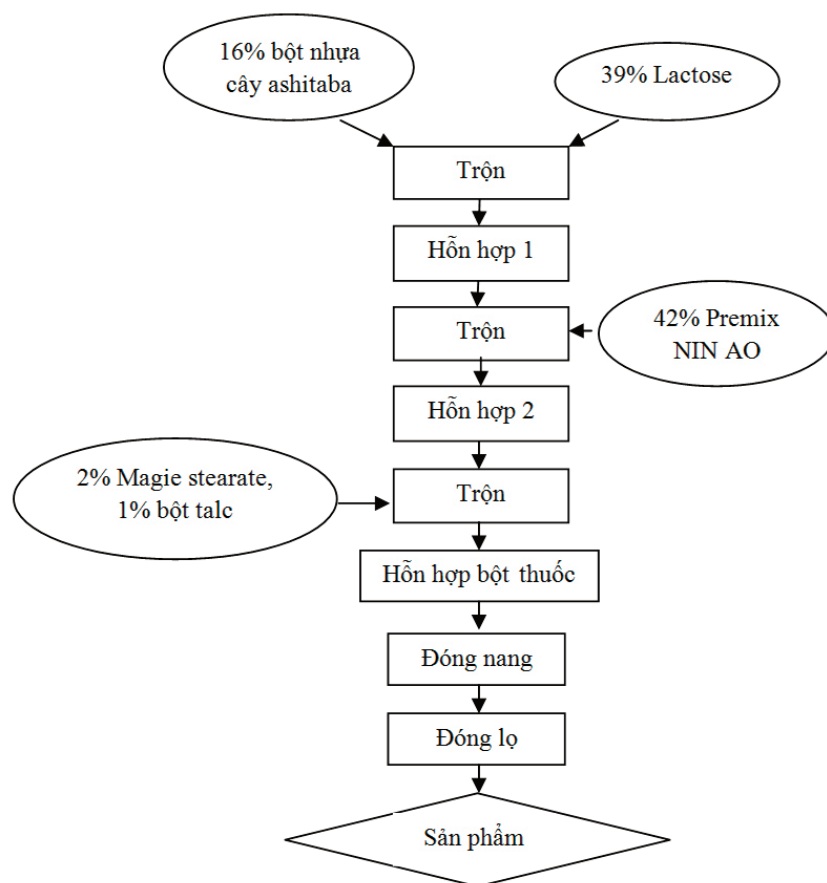 16% bột nhựa
cây ashitaba
39% Lactose
Trộn
Hỗn hợp 1
Trộn
42% Premix
NIN AO
Hỗn hợp 2
2% Magie stearate,
1% bột talc
Trộn
Hỗn hợp bột thuốc
Đóng nang
Đóng lọ
Sản phẩm